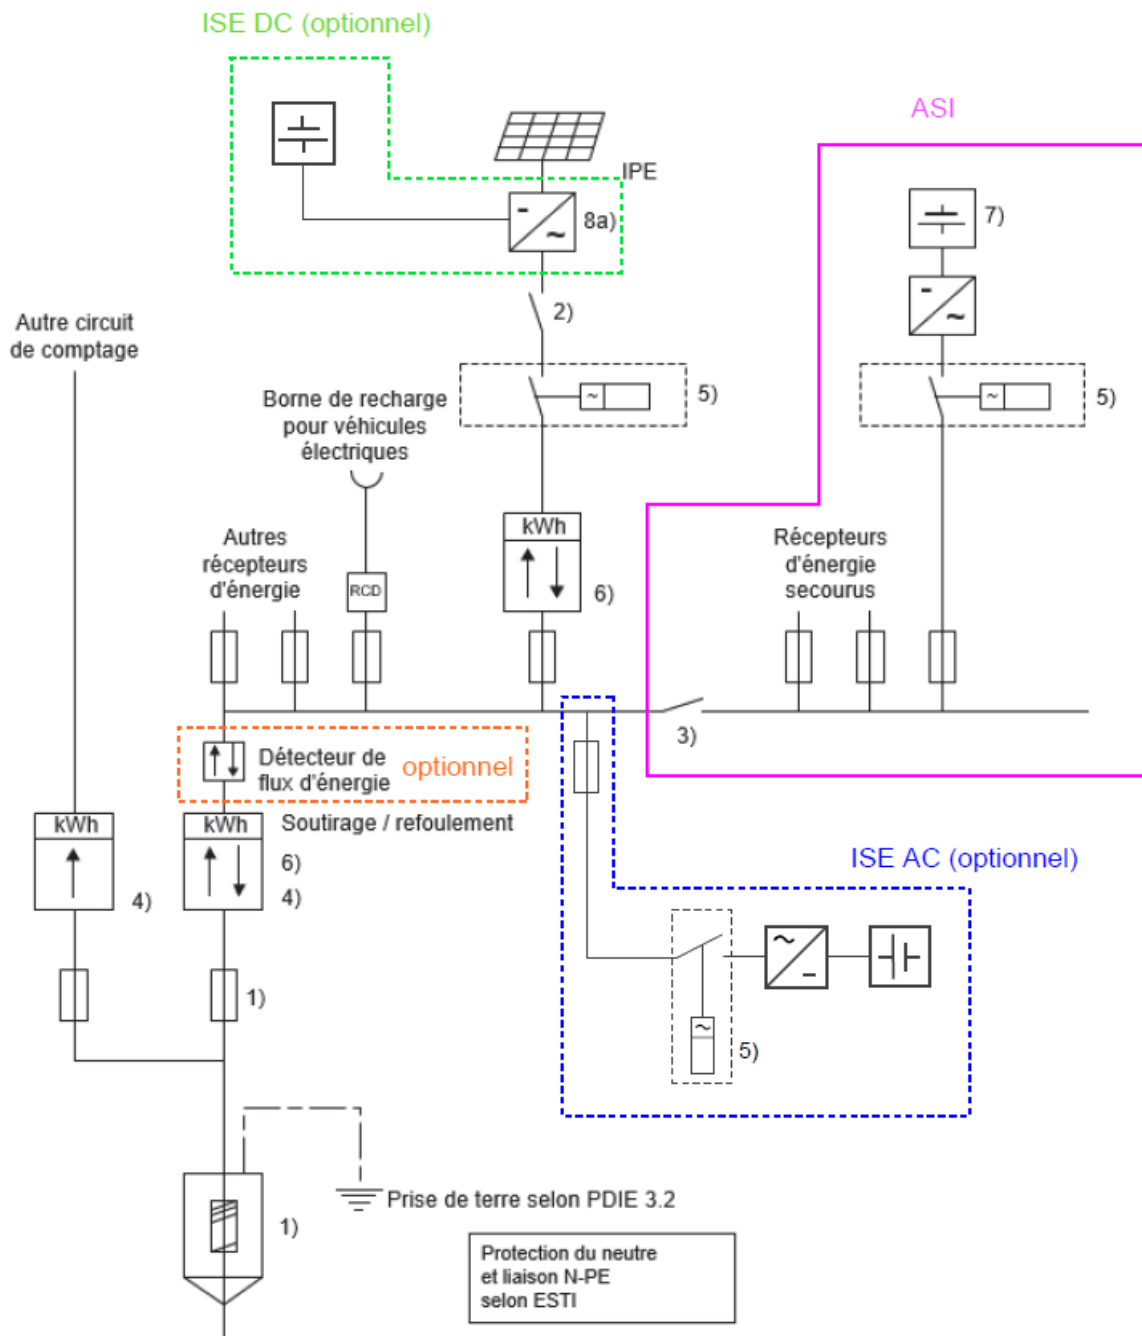 ISE DC (optionnel)
ASI
IPE
8a)
7)
-
~
-
~
2)
Autre circuit
de comptage
5)
~
5)
~
Borne de recharge
pour véhicules
électriques
kWh
6)
Autres
récepteurs
d'énergie
RCD
Récepteurs
d'énergie
secourus
3)
Détecteur de
flux d'énergie
optionnel
kWh
4)
kWh
Soutirage / refoulement
6)
4)
ISE AC (optionnel)
~
-
~
5)
1)
Prise de terre selon PDIE 3.2
1)
Protection du neutre
et liaison N-PE
selon ESTI